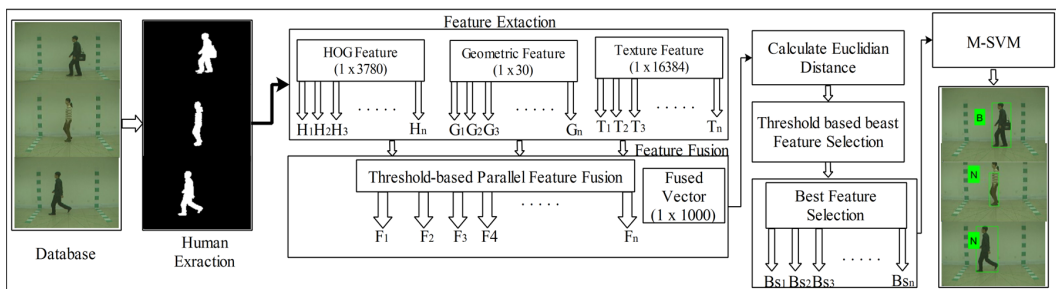 Database
Human
Exraction
Feature Extaction
HOG Feature
(1 x 3780)
H1 H2 H3 ..... Hn
Geometric Feature
(1 x 30)
G1 G2 G3 ..... Gn
Texture Feature
(1 x 16384)
T1 T2 T3 ..... Tn
Feature Fusion
Threshold-based Parallel Feature Fusion
F1 F2 F3 F4 ..... Fn
Fused
Vector
(1 x 1000)
Calculate Euclidian
Distance
Threshold based beast
Feature Selection
Best Feature
Selection
Bs1 Bs2 Bs3 ..... Bsn
M-SVM
B
N
N